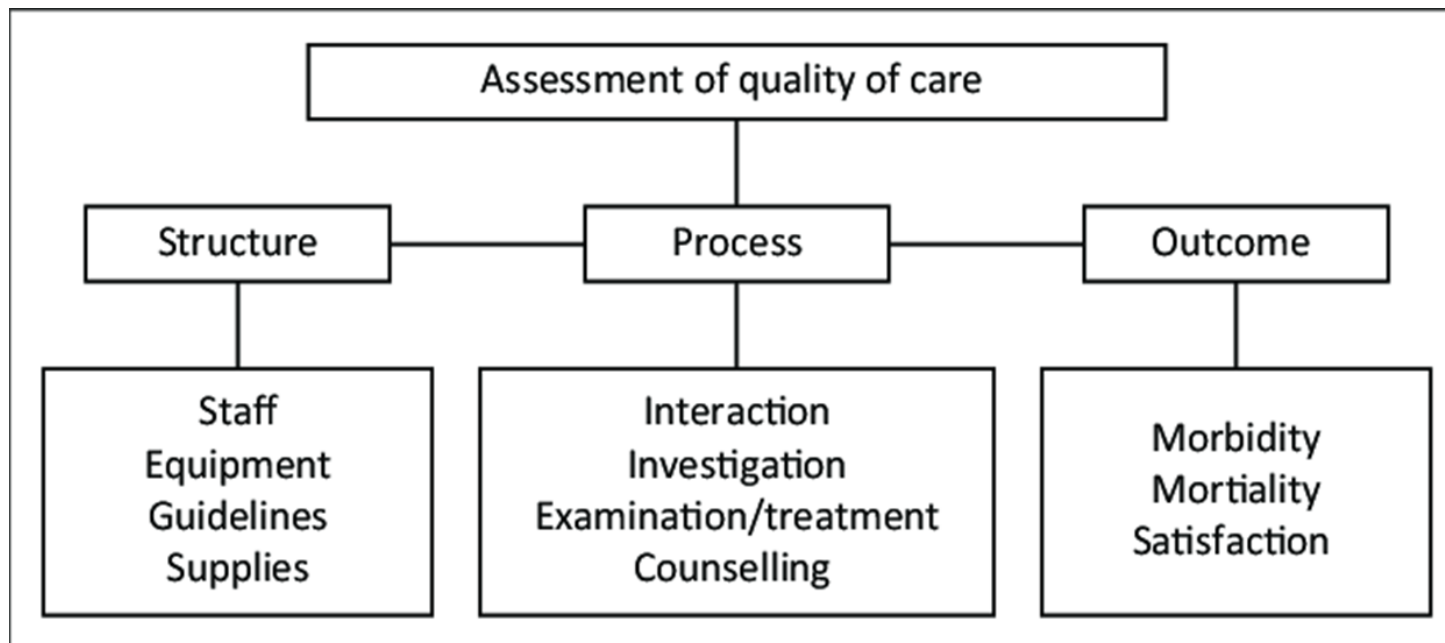 Assessment of quality of care
Structure
Process
Outcome
Staff
Equipment
Guidelines
Supplies
Interaction
Investigation
Examination/treatment
Counselling
Morbidity
Mortiality
Satisfaction